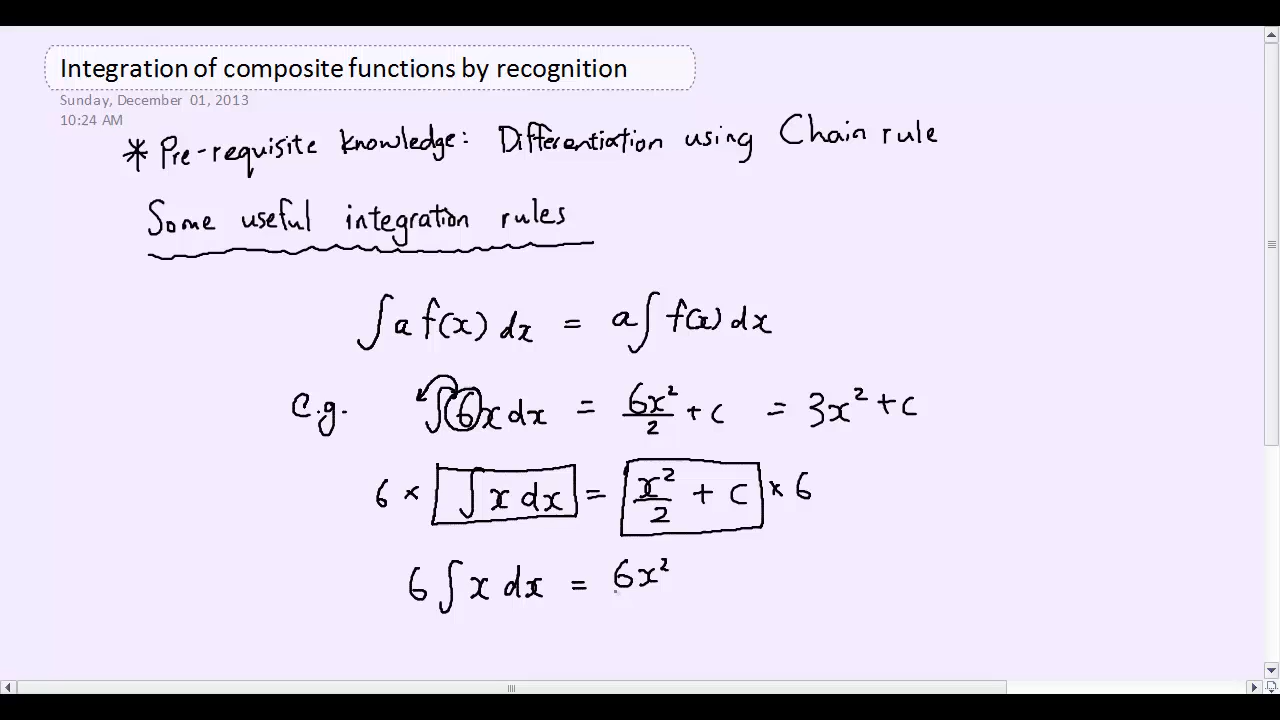 Integration of composite functions by recognition
Sunday, December 01, 2013
10:24 AM
* Pre-requisite knowledge: Differentiation using Chain rule
Some useful integration rules
∫ a f(x) dx = a ∫ f(x) dx
e.g. ∫ 6x dx = 6x²/2 + c = 3x² + c
6 × ∫ x dx = x²/2 + c × 6
6 ∫ x dx = 6x²